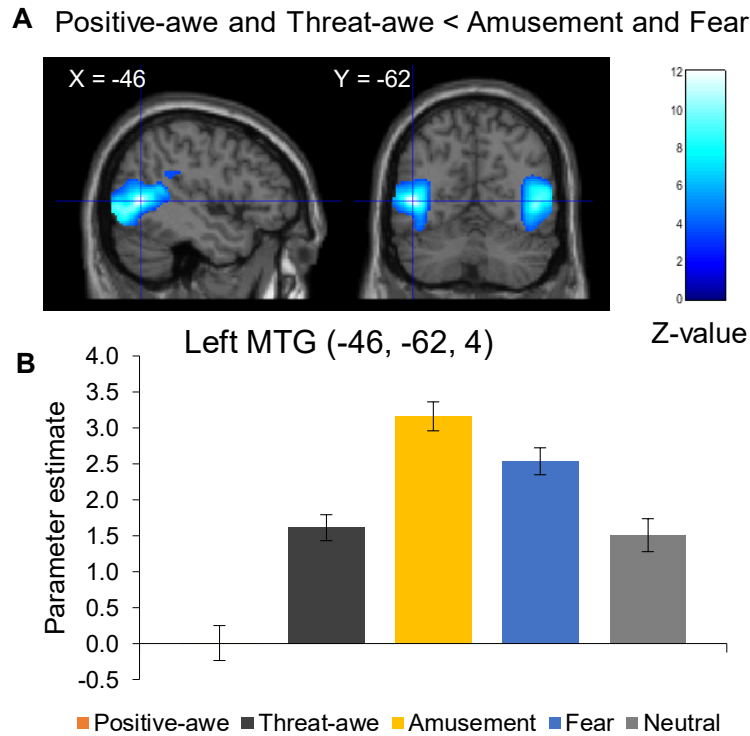 A Positive-awe and Threat-awe < Amusement and Fear
X = -46
Y = -62
12
10
8
6
4
2
0
Z-value
Left MTG (-46, -62, 4)
B
Parameter estimate
4.0
3.5
3.0
2.5
2.0
1.5
1.0
0.5
0.0
-0.5
Positive-awe Threat-awe Amusement Fear Neutral